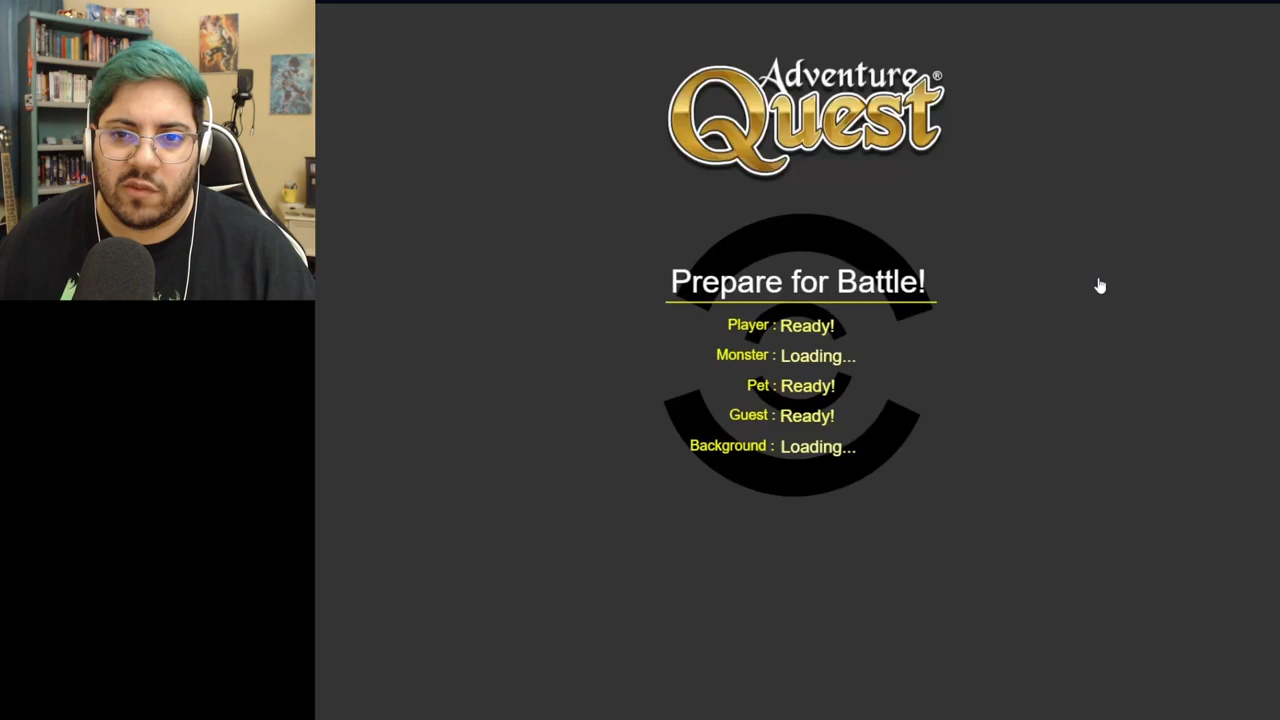 Adventure
Quest®
Prepare for Battle!
Player : Ready!
Monster : Loading...
Pet : Ready!
Guest : Ready!
Background : Loading...